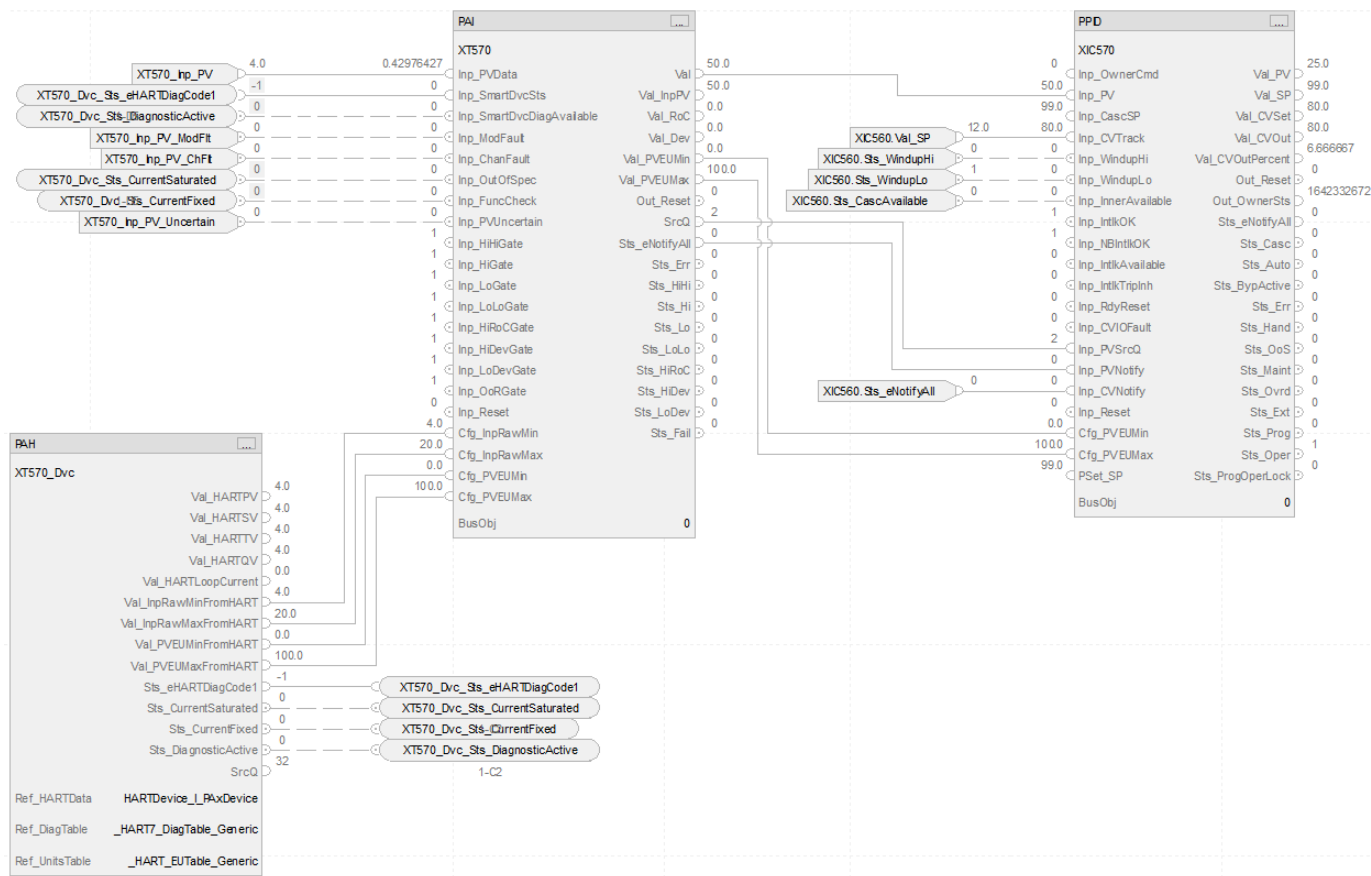 PAI
...
XT570
XT570_Inp_PV
4.0
0.42976427
Inp_PVData
Val
50.0
XT570_Dvc_Sts_eHARTDiagCode1
-1
0
Inp_SmartDvcSts
Val_InpPV
50.0
XT570_Dvc_Sts_DiagnosticActive
0
0
Inp_SmartDvcDiagAvailable
Val_RoC
0.0
XT570_Inp_PV_ModFlt
0
0
Inp_ModFault
Val_Dev
0.0
XT570_Inp_PV_ChFlt
0
0
Inp_ChanFault
Val_PVEUMin
0.0
XT570_Dvc_Sts_CurrentSaturated
0
0
Inp_OutOfSpec
Val_PVEUMax
100.0
XT570_Dvc_Sts_CurrentFixed
0
0
Inp_FuncCheck
Out_Reset
0
XT570_Inp_PV_Uncertain
0
0
Inp_PVUncertain
SrcQ
2
1
Inp_HiHiGate
Sts_eNotifyAll
0
1
Inp_HiGate
Sts_Err
0
1
Inp_LoGate
Sts_HiHi
0
1
Inp_LoLoGate
Sts_Hi
0
1
Inp_HiRoCGate
Sts_Lo
0
1
Inp_HiDevGate
Sts_LoLo
0
1
Inp_LoDevGate
Sts_HiRoC
0
1
Inp_OoRGate
Sts_HiDev
0
0
Inp_Reset
Sts_LoDev
0
4.0
Cfg_InpRawMin
Sts_Fail
0
20.0
Cfg_InpRawMax
0.0
Cfg_PVEUMin
100.0
Cfg_PVEUMax
BusObj
0
PPID
...
XIC570
0
Inp_OwnerCmd
Val_PV
25.0
50.0
Inp_PV
Val_SP
99.0
99.0
Inp_CascSP
Val_CVSet
80.0
XIC560.Val_SP
12.0
80.0
Inp_CVTrack
Val_CVOut
80.0
XIC560.Sts_WindupHi
0
0
Inp_WindupHi
Val_CVOutPercent
6.666667
XIC560.Sts_WindupLo
1
0
Inp_WindupLo
Out_Reset
0
XIC560.Sts_CascAvailable
0
0
Inp_InnerAvailable
Out_OwnerSts
1642332672
1
Inp_IntlkOK
Sts_eNotifyAll
0
1
Inp_NBIntlkOK
Sts_Casc
0
0
Inp_IntlkAvailable
Sts_Auto
0
0
Inp_IntlkTripInh
Sts_BypActive
0
0
Inp_RdyReset
Sts_Err
0
0
Inp_CVIOFault
Sts_Hand
0
2
Inp_PVSrcQ
Sts_OoS
0
0
Inp_PVNotify
Sts_Maint
0
XIC560.Sts_eNotifyAll
0
0
Inp_CVNotify
Sts_Ovrd
0
0
Inp_Reset
Sts_Ext
0
0.0
Cfg_PVEUMin
Sts_Prog
0
100.0
Cfg_PVEUMax
Sts_Oper
1
99.0
PSet_SP
Sts_ProgOperLock
0
BusObj
0
PAH
...
XT570_Dvc
Val_HARTPV
4.0
Val_HARTSV
4.0
Val_HARTTV
4.0
Val_HARTQV
4.0
Val_HARTLoopCurrent
0.0
Val_InpRawMinFromHART
4.0
Val_InpRawMaxFromHART
20.0
Val_PVEUMinFromHART
0.0
Val_PVEUMaxFromHART
100.0
Sts_eHARTDiagCode1
-1
XT570_Dvc_Sts_eHARTDiagCode1
Sts_CurrentSaturated
0
XT570_Dvc_Sts_CurrentSaturated
Sts_CurrentFixed
0
XT570_Dvc_Sts_CurrentFixed
Sts_DiagnosticActive
0
XT570_Dvc_Sts_DiagnosticActive
SrcQ
32
1-C2
Ref_HARTData
HARTDevice_I_PAxDevice
Ref_DiagTable
_HART7_DiagTable_Generic
Ref_UnitsTable
_HART_EUTable_Generic